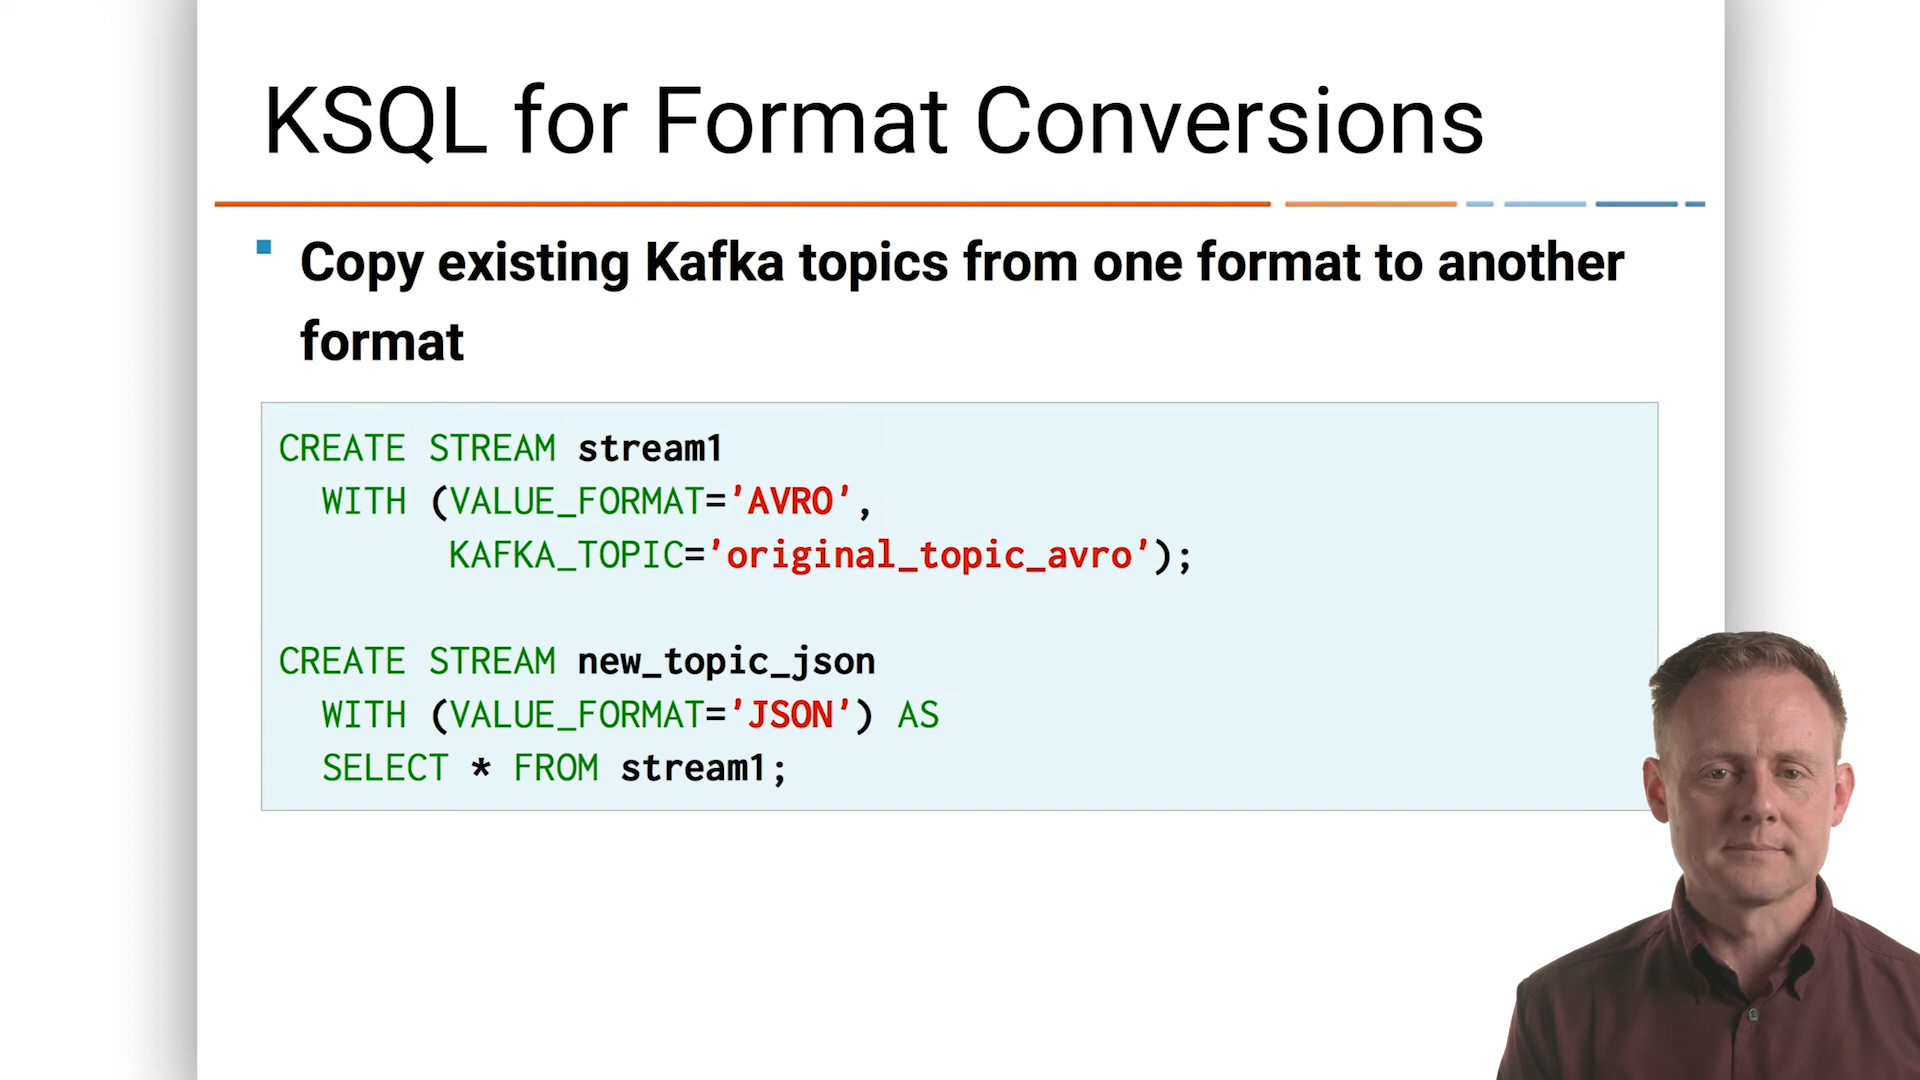 KSQL for Format Conversions
Copy existing Kafka topics from one format to another
format
CREATE STREAM stream1
WITH (VALUE_FORMAT='AVRO',
KAFKA_TOPIC='original_topic_avro');
CREATE STREAM new_topic_json
WITH (VALUE_FORMAT='JSON') AS
SELECT * FROM stream1;